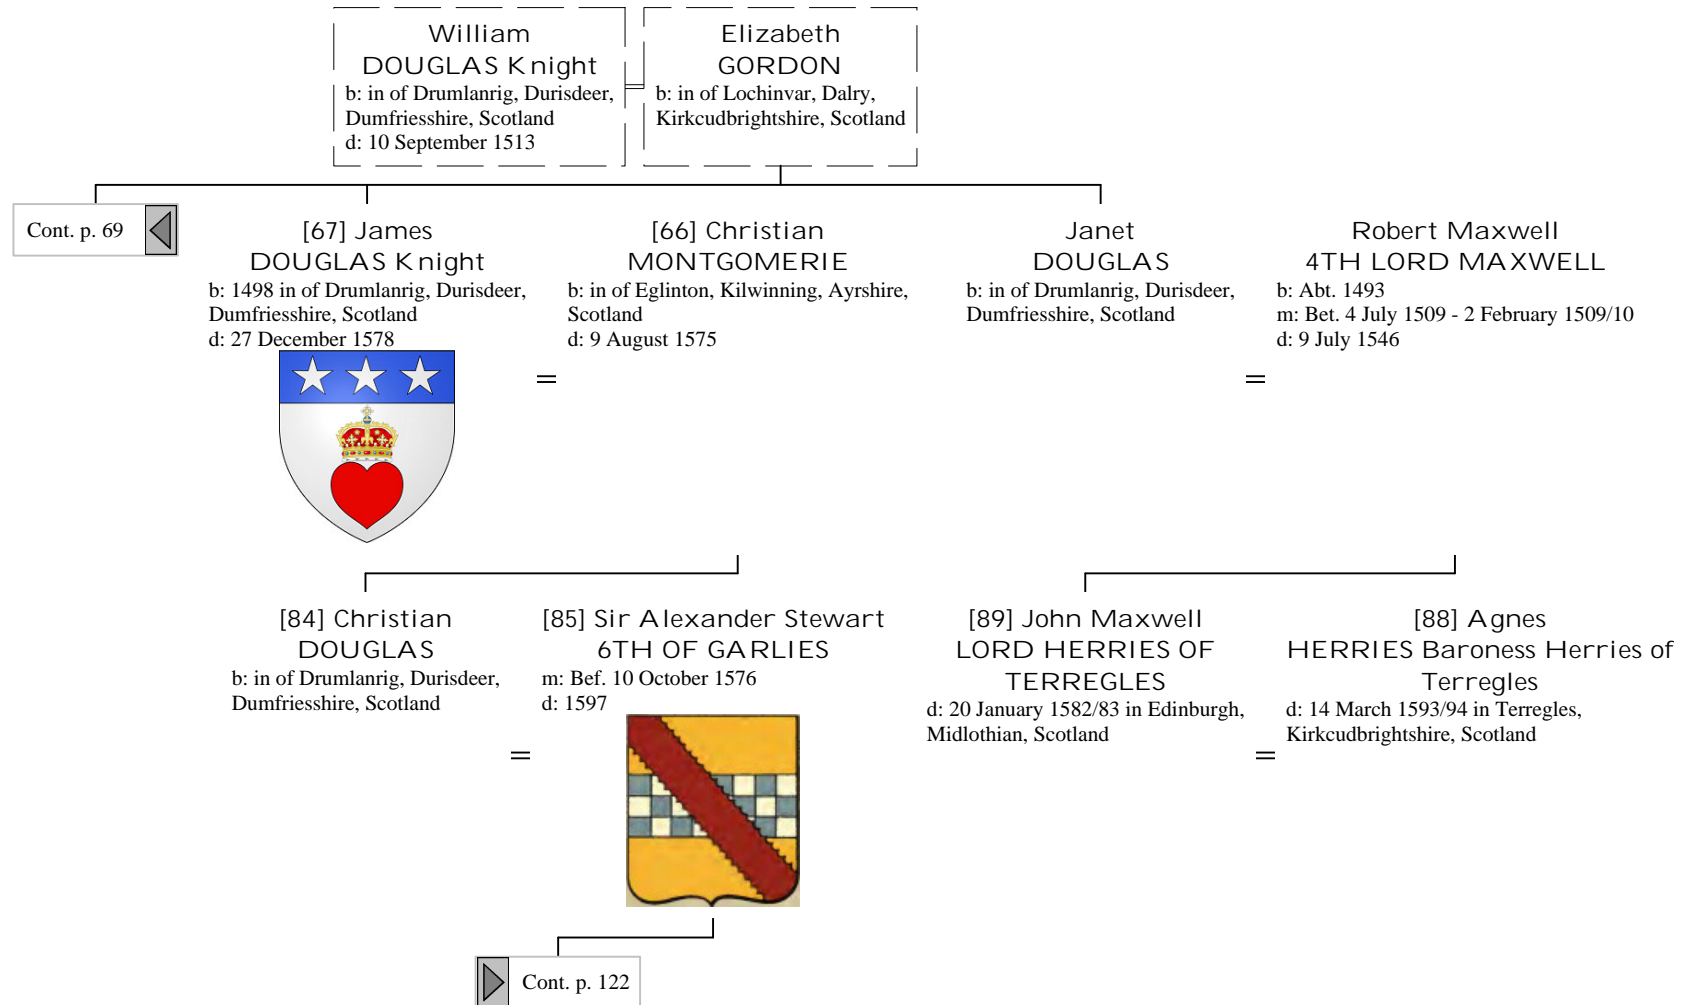 William
DOUGLAS Knight
b: in of Drumlanrig, Durisdeer,
Dumfriesshire, Scotland
d: 10 September 1513
Elizabeth
GORDON
b: in of Lochinvar, Dalry,
Kirkcudbrightshire, Scotland
Cont. p. 69
[67] James
DOUGLAS Knight
b: 1498 in of Drumlanrig, Durisdeer,
Dumfriesshire, Scotland
d: 27 December 1578
=
[66] Christian
MONTGOMERIE
b: in of Eglinton, Kilwinning, Ayrshire,
Scotland
d: 9 August 1575
Janet
DOUGLAS
b: in of Drumlanrig, Durisdeer,
Dumfriesshire, Scotland
=
Robert Maxwell
4TH LORD MAXWELL
b: Abt. 1493
m: Bet. 4 July 1509 - 2 February 1509/10
d: 9 July 1546
[84] Christian
DOUGLAS
b: in of Drumlanrig, Durisdeer,
Dumfriesshire, Scotland
=
[85] Sir Alexander Stewart
6TH OF GARLIES
m: Bef. 10 October 1576
d: 1597
[89] John Maxwell
LORD HERRIES OF
TERREGLES
d: 20 January 1582/83 in Edinburgh,
Midlothian, Scotland
=
[88] Agnes
HERRIES Baroness Herries of
Terregles
d: 14 March 1593/94 in Terregles,
Kirkcudbrightshire, Scotland
Cont. p. 122